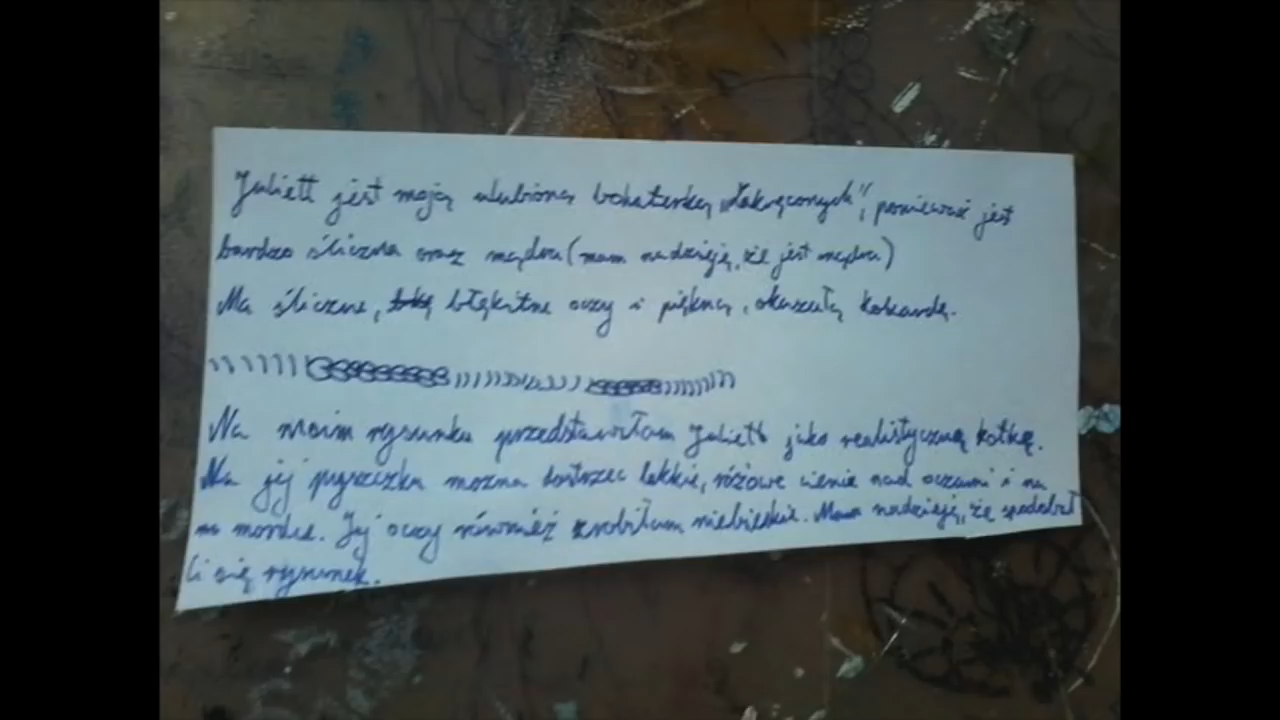 Juliett jest moją ulubioną bohaterką „Zakręconych", ponieważ jest
bardzo śliczna oraz mądra (mam nadzieję, że jest mądra)
Ma śliczne, błękitne oczy i piękną, okazałą kokardę.
Na moim rysunku przedstawiłam Juliett jako realistyczną kotkę.
Na jej pyszczku można dostrzec lekkie, różowe cienie nad oczami i na
na mordce. Jej oczy również zrobiłam niebieskie. Mam nadzieję, że spodobał
Ci się rysunek.